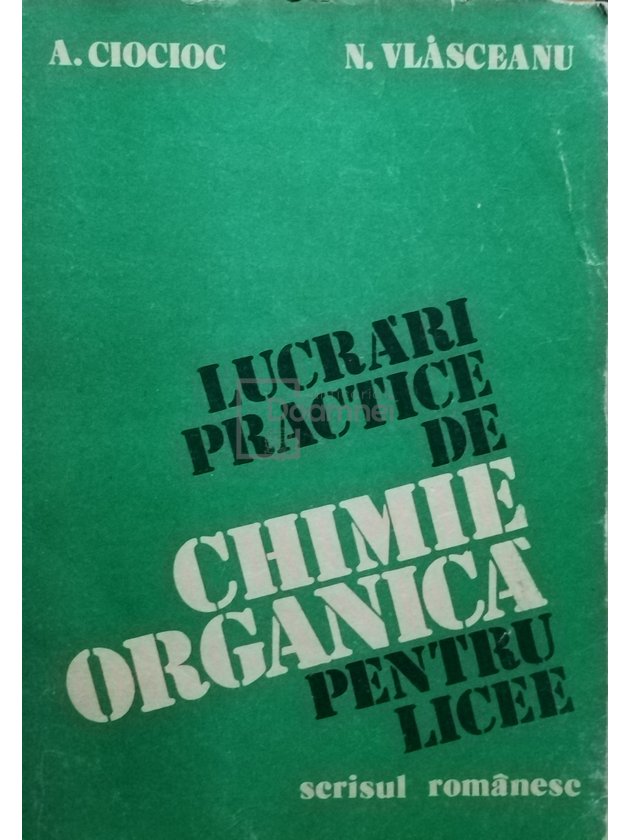 A. CIOCIOC N. VLĂSCEANU
LUCRĂRI
PRACTICE
DE
CHIMIE
ORGANICĂ
PENTRU
LICEE
scrisul românesc